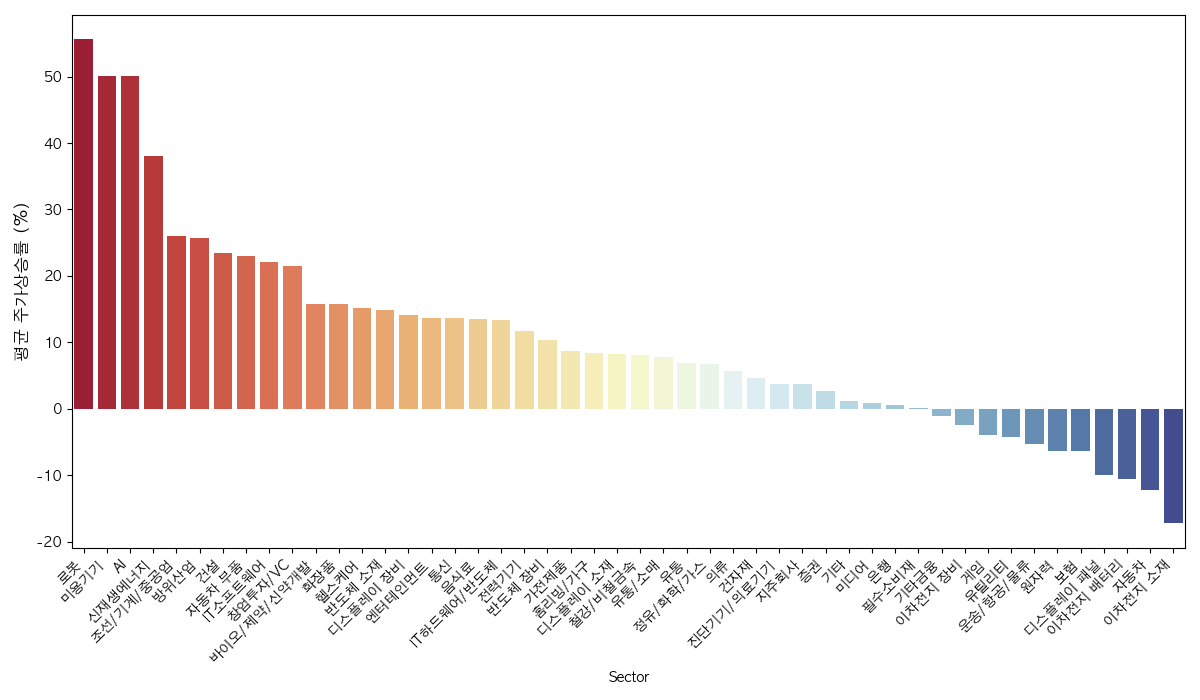 평균 주가상승률 (%)
50
40
30
20
10
0
-10
-20
로봇
미용기기
AI
신재생에너지
조선/기계/중공업
방위산업
건설
자동차 부품
IT소프트웨어
창업투자/VC
바이오/제약/신약개발
화장품
헬스케어
반도체 소재
디스플레이 장비
엔터테인먼트
통신
음식료
IT하드웨어/반도체
전력기기
반도체 장비
가전제품
홈리빙/가구
디스플레이 소재
철강/비철금속
유통/소매
유통
정유/화학/가스
의류
건자재
진단기기/의료기기
지주회사
증권
기타
미디어
은행
필수소비재
기타금융
이차전지 장비
게임
유틸리티
운송/항공/물류
원자력
보험
디스플레이 패널
이차전지 배터리
자동차
이차전지 소재
Sector